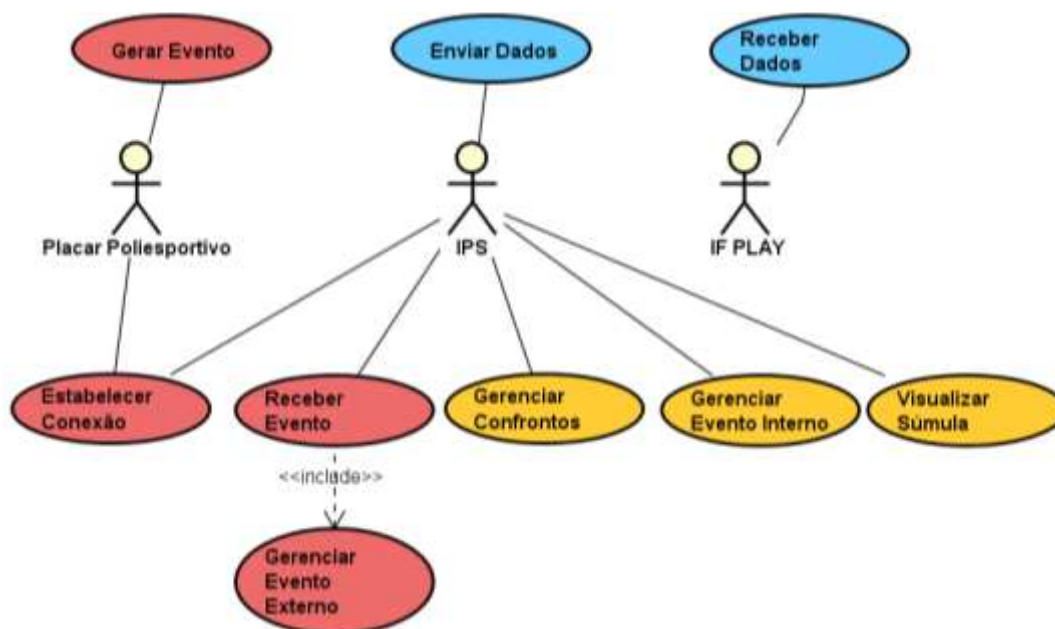 Gerar Evento
Enviar Dados
Receber
Dados
Placar Poliesportivo
IPS
IF PLAY
Estabelecer
Conexão
Receber
Evento
Gerenciar
Confrontos
Gerenciar
Evento Interno
Visualizar
Súmula
<<include>>
Gerenciar
Evento
Externo